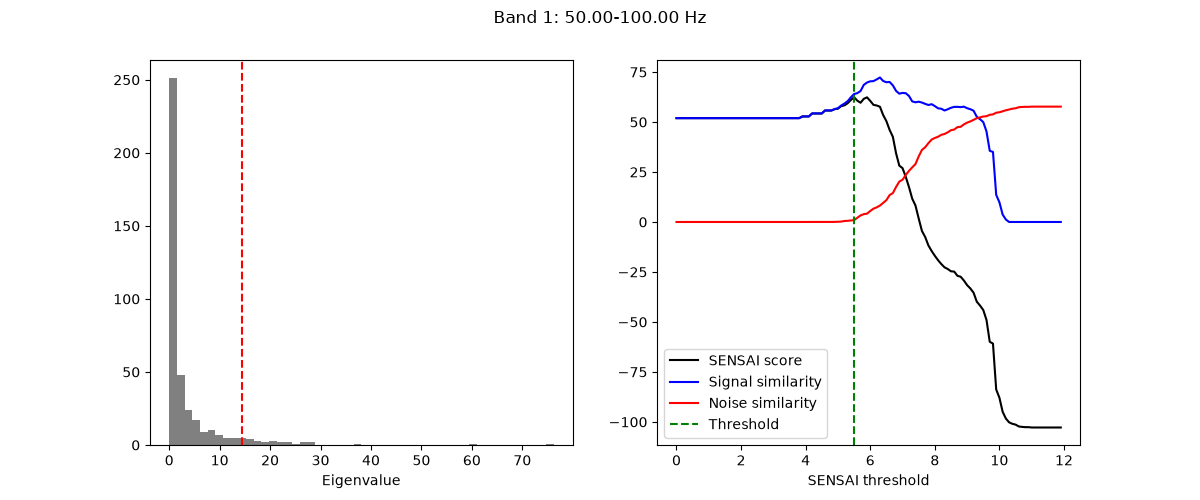 Band 1: 50.00-100.00 Hz
250
200
150
100
50
0
0 10 20 30 40 50 60 70
Eigenvalue
75
50
25
0
−25
−50
−75
−100
SENSAI score
Signal similarity
Noise similarity
Threshold
0 2 4 6 8 10 12
SENSAI threshold